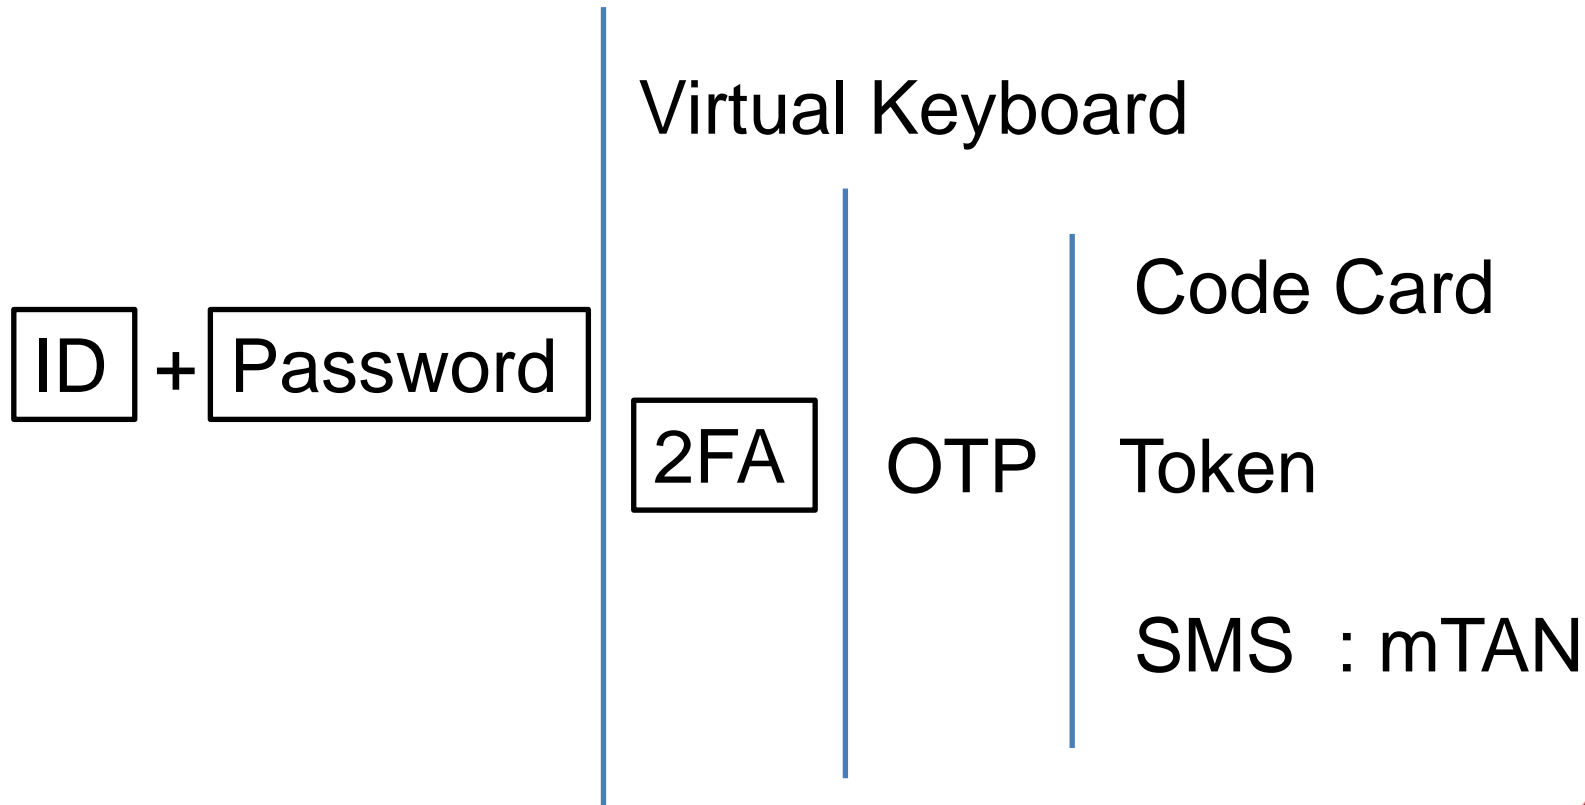 Virtual Keyboard
ID + Password
2FA
OTP
Code Card
Token
SMS : mTAN